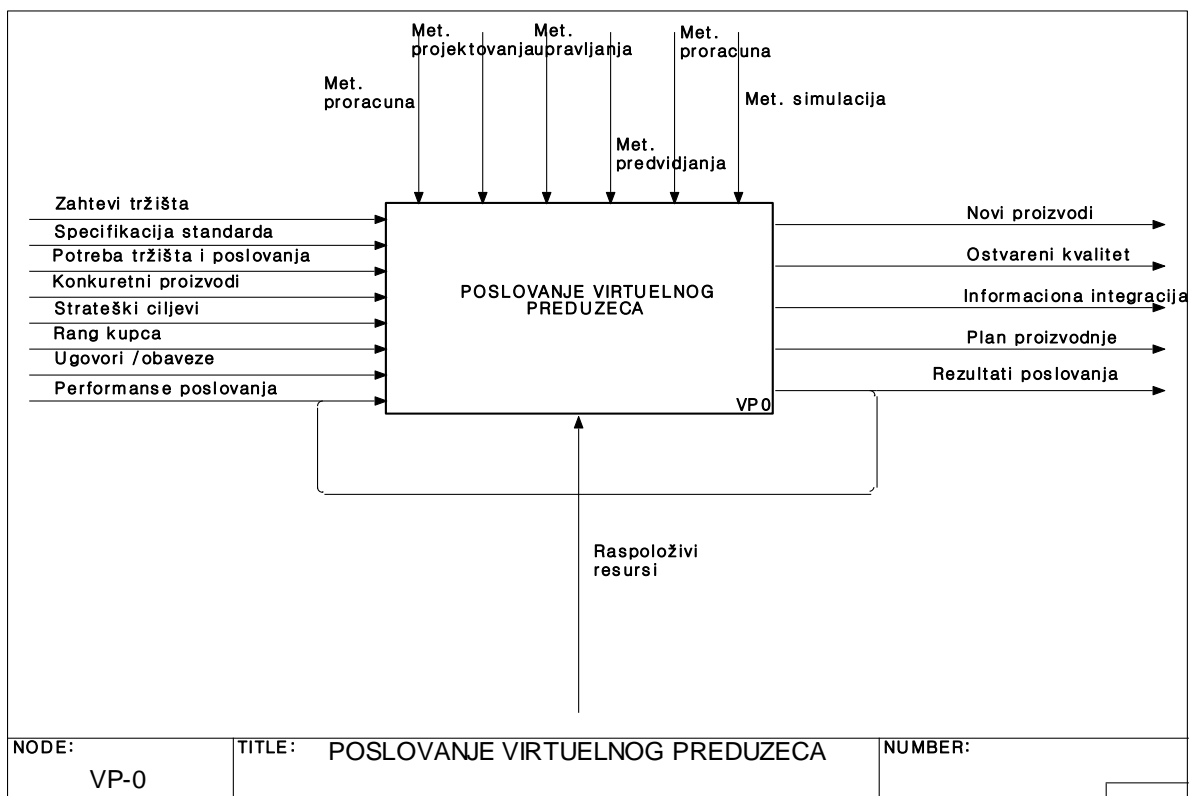 Met.
projektovanja
Met.
upravljanja
Met.
proracuna
Met.
proracuna
Met. simulacija
Met.
predvidjanja
Zahtevi tržišta
Specifikacija standarda
Potreba tržišta i poslovanja
Konkuretni proizvodi
Strateški ciljevi
Rang kupca
Ugovori /obaveze
Performanse poslovanja
POSLOVANJE VIRTUELNOG
PREDUZECA
VP0
Novi proizvodi
Ostvareni kvalitet
Informaciona integracija
Plan proizvodnje
Rezultati poslovanja
Raspoloživi
resursi
NODE:
VP-0
TITLE:
POSLOVANJE VIRTUELNOG PREDUZECA
NUMBER: